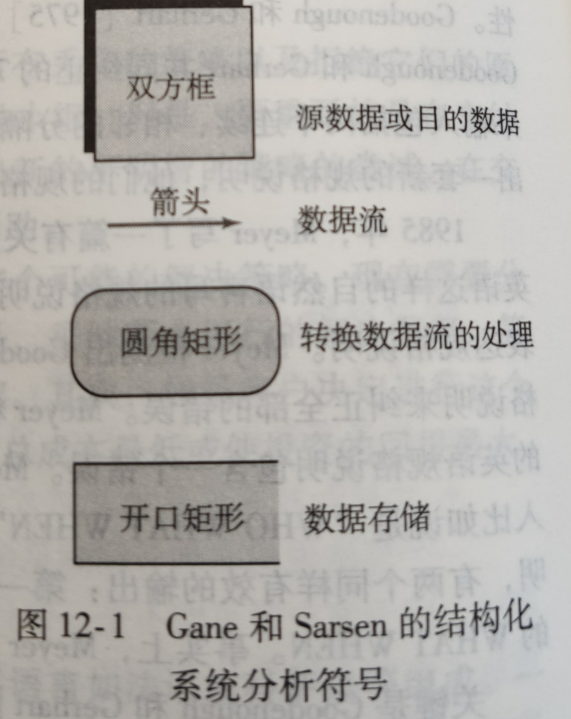 双方框
源数据或目的数据
箭头
数据流
圆角矩形
转换数据流的处理
开口矩形
数据存储
图 12-1 Gane 和 Sarsen 的结构化
系统分析符号